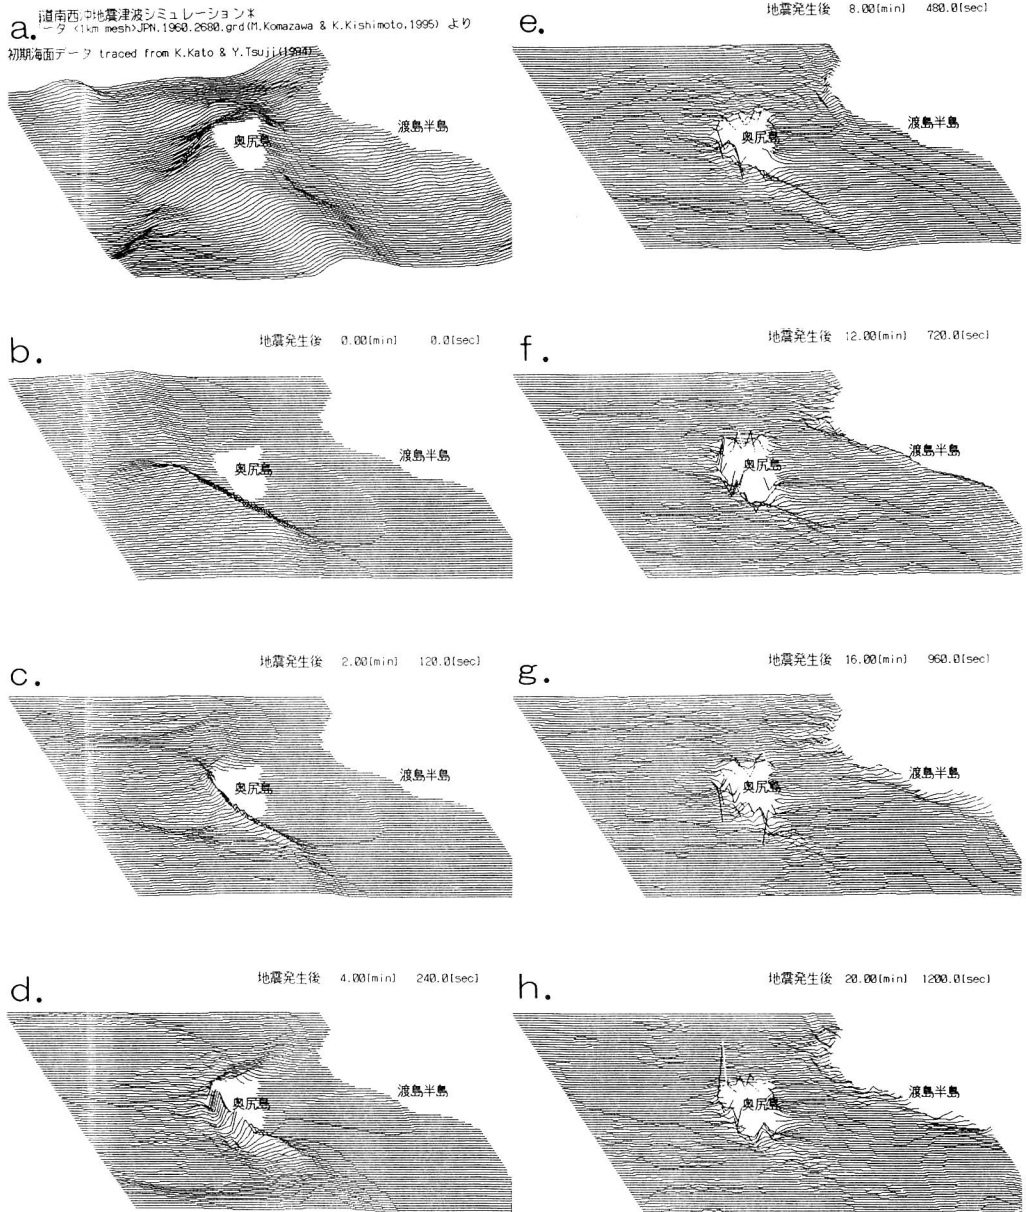 a.
道南西沖地震津波シミュレーション*
ータ <1km mesh>JPN.1960.2680.grd(M.Komazawa & K.Kishimoto,1995) より
初期海面データ traced from K.Kato & Y.Tsuji(1994)
奥尻島
渡島半島
b.
地震発生後 0.00[min] 0.0[sec]
奥尻島
渡島半島
c.
地震発生後 2.00[min] 120.0[sec]
奥尻島
渡島半島
d.
地震発生後 4.00[min] 240.0[sec]
奥尻島
渡島半島
e.
地震発生後 8.00[min] 480.0[sec]
奥尻島
渡島半島
f.
地震発生後 12.00[min] 720.0[sec]
奥尻島
渡島半島
g.
地震発生後 16.00[min] 960.0[sec]
奥尻島
渡島半島
h.
地震発生後 20.00[min] 1200.0[sec]
奥尻島
渡島半島